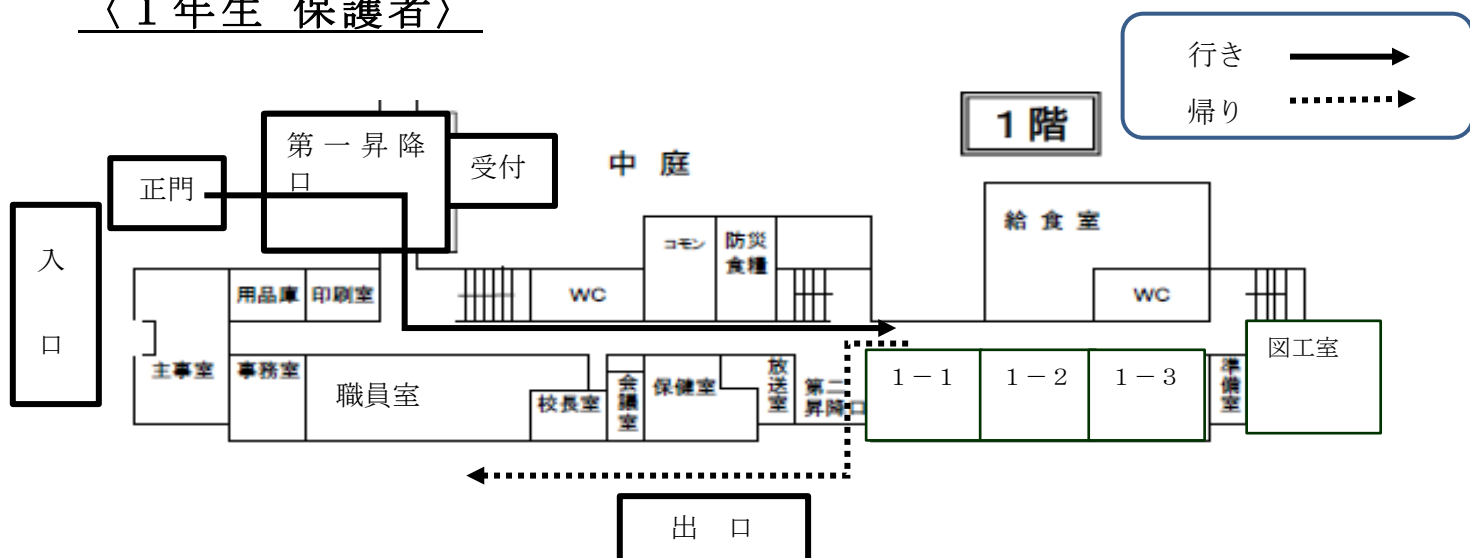 〈１年生 保護者〉
行き
帰り
１階
第一昇降
口
受付
中 庭
正門
入
口
給 食 室
コモン
防災
食糧
用品庫
印刷室
WC
WC
主事室
事務室
職員室
校長室
会議室
保健室
放送室
第二
昇降口
１－１
１－２
１－３
準備室
図工室
出 口